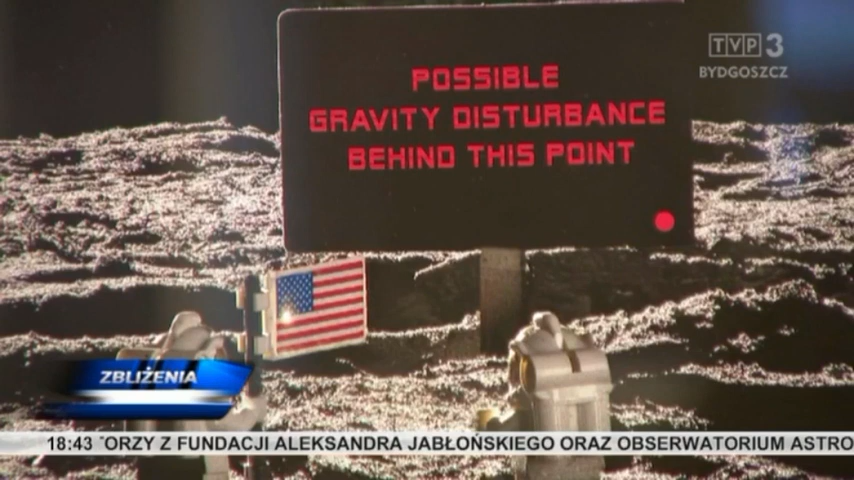 TVP3
BYDGOSZCZ
POSSIBLE
GRAVITY DISTURBANCE
BEHIND THIS POINT
ZBLIŻENIA
18:43 ORZY Z FUNDACJI ALEKSANDRA JABŁOŃSKIEGO ORAZ OBSERWATORIUM ASTRO